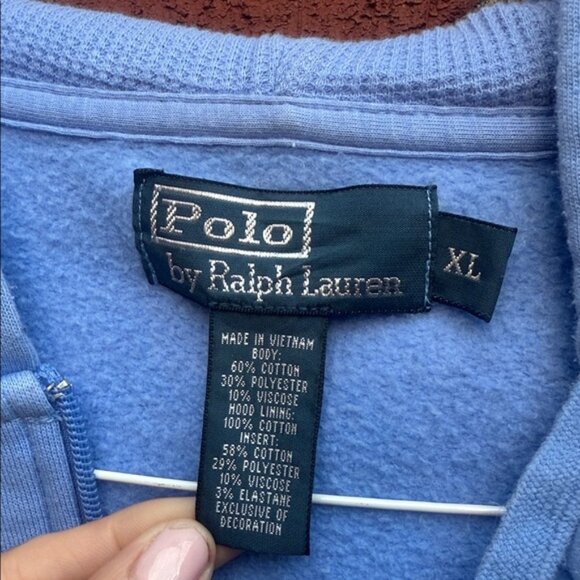 Polo
by Ralph Lauren
XL
MADE IN VIETNAM
BODY:
60% COTTON
30% POLYESTER
10% VISCOSE
HOOD LINING:
100% COTTON
INSERT:
58% COTTON
29% POLYESTER
10% VISCOSE
3% ELASTANE
EXCLUSIVE OF
DECORATION